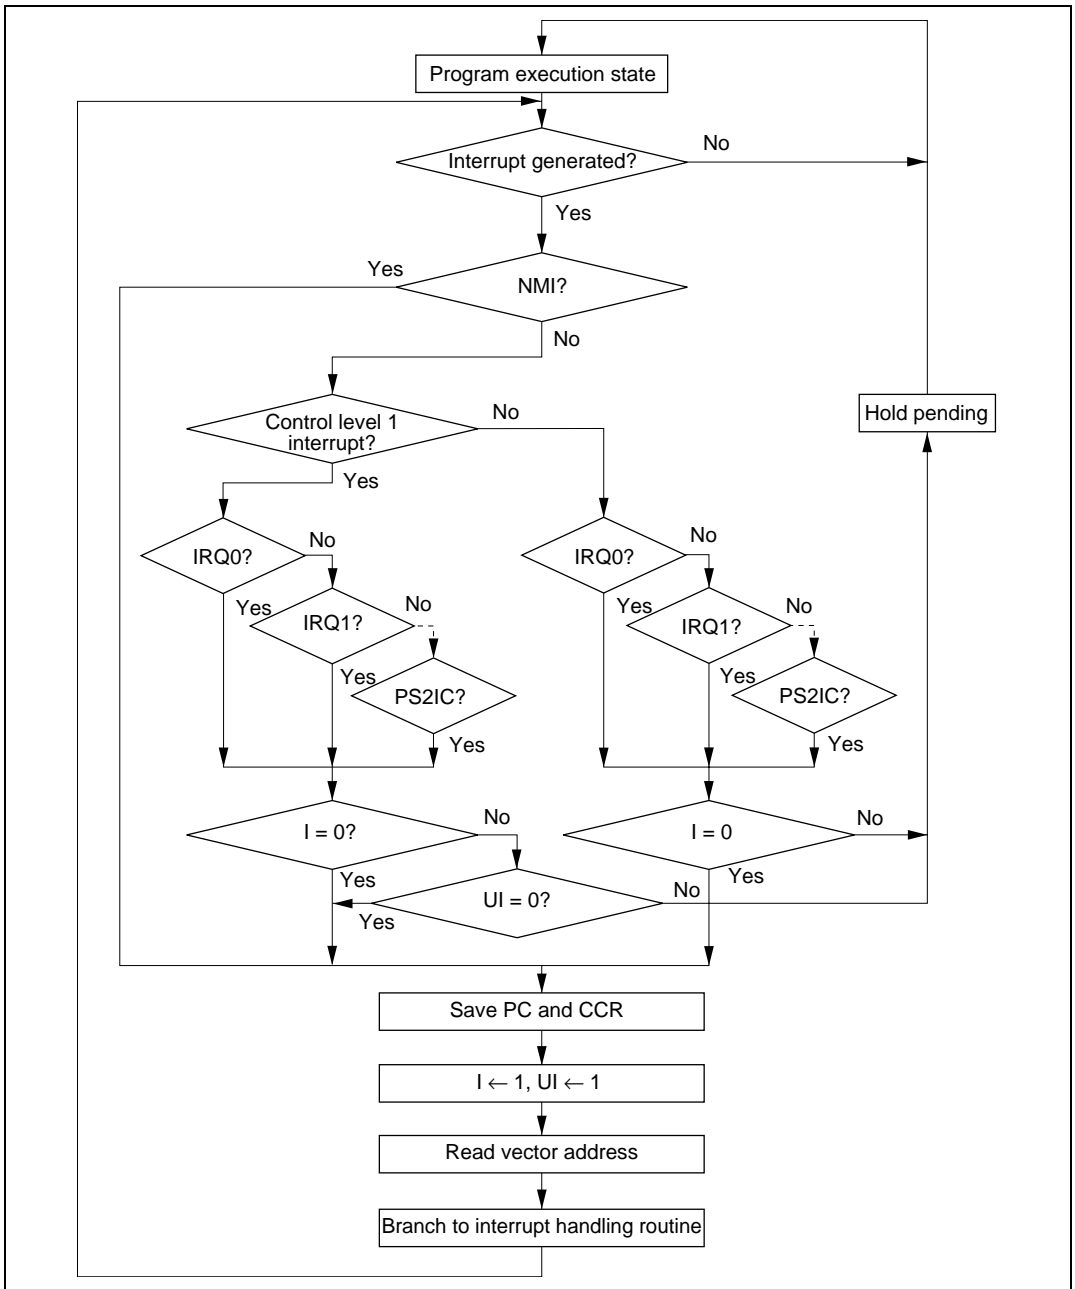 Program execution state
Interrupt generated?
No
Yes
Yes
NMI?
No
Control level 1
interrupt?
No
Hold pending
Yes
IRQ0?
No
IRQ0?
No
Yes
IRQ1?
No
Yes
IRQ1?
No
Yes
PS2IC?
Yes
PS2IC?
Yes
Yes
I = 0?
No
I = 0
No
Yes
UI = 0?
No
Yes
Yes
Save PC and CCR
I ← 1, UI ← 1
Read vector address
Branch to interrupt handling routine